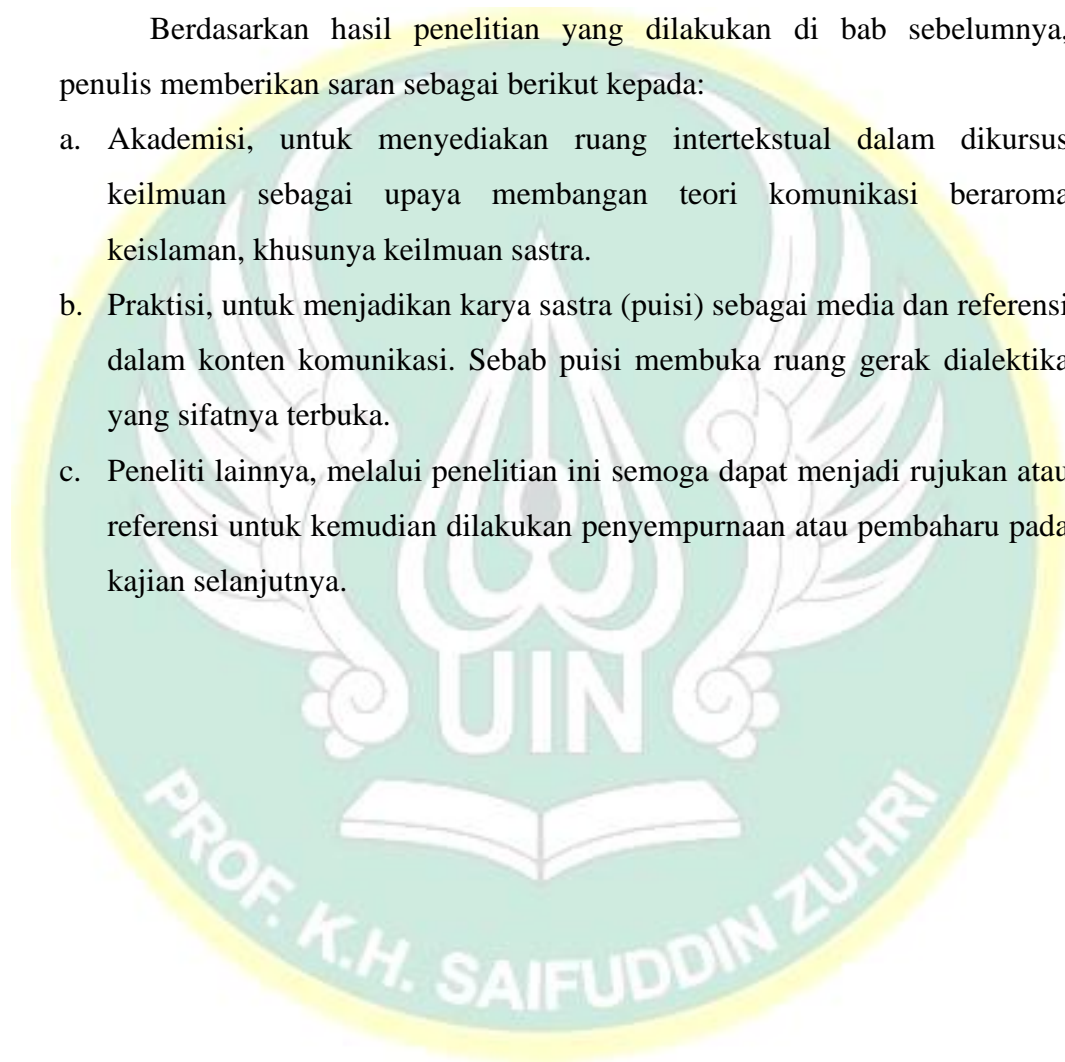 Berdasarkan hasil penelitian yang dilakukan di bab sebelumnya,
penulis memberikan saran sebagai berikut kepada:
a. Akademisi, untuk menyediakan ruang intertekstual dalam dikursus
keilmuan sebagai upaya membangan teori komunikasi beraroma
keislaman, khusunya keilmuan sastra.
b. Praktisi, untuk menjadikan karya sastra (puisi) sebagai media dan referensi
dalam konten komunikasi. Sebab puisi membuka ruang gerak dialektika
yang sifatnya terbuka.
c. Peneliti lainnya, melalui penelitian ini semoga dapat menjadi rujukan atau
referensi untuk kemudian dilakukan penyempurnaan atau pembaharu pada
kajian selanjutnya.
UIN
PROF. K.H. SAIFUDDIN ZUHRI